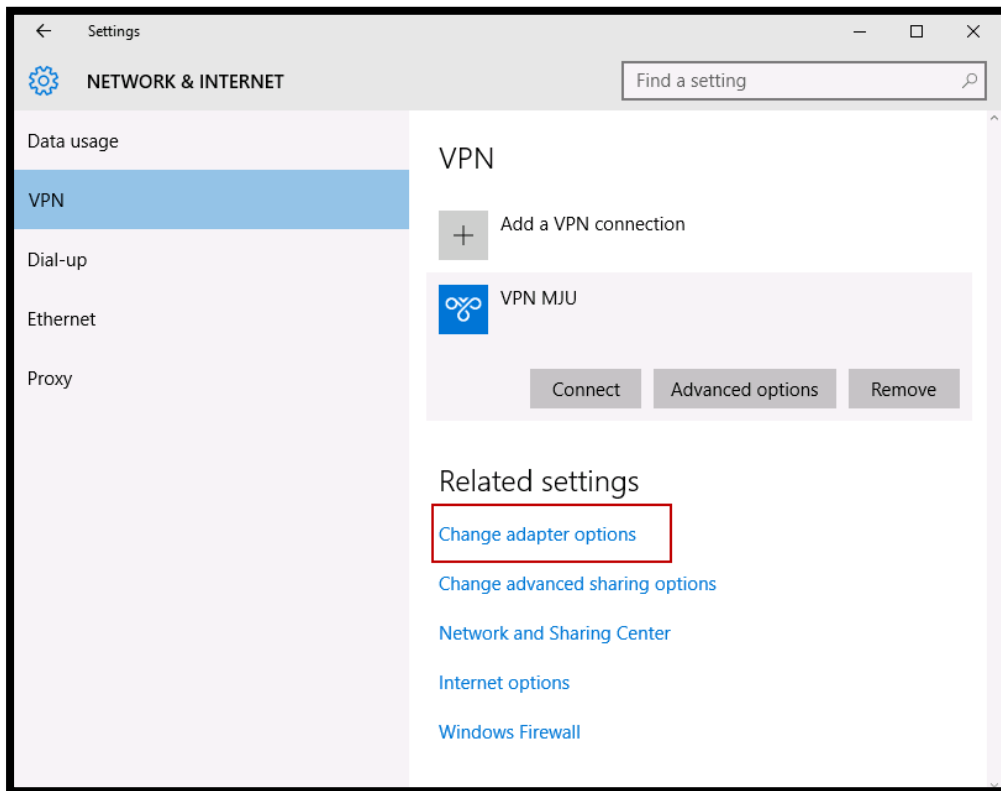 Settings
NETWORK & INTERNET
Find a setting
Data usage
VPN
Dial-up
Ethernet
Proxy
VPN
Add a VPN connection
VPN MJU
Connect Advanced options Remove
Related settings
Change adapter options
Change advanced sharing options
Network and Sharing Center
Internet options
Windows Firewall